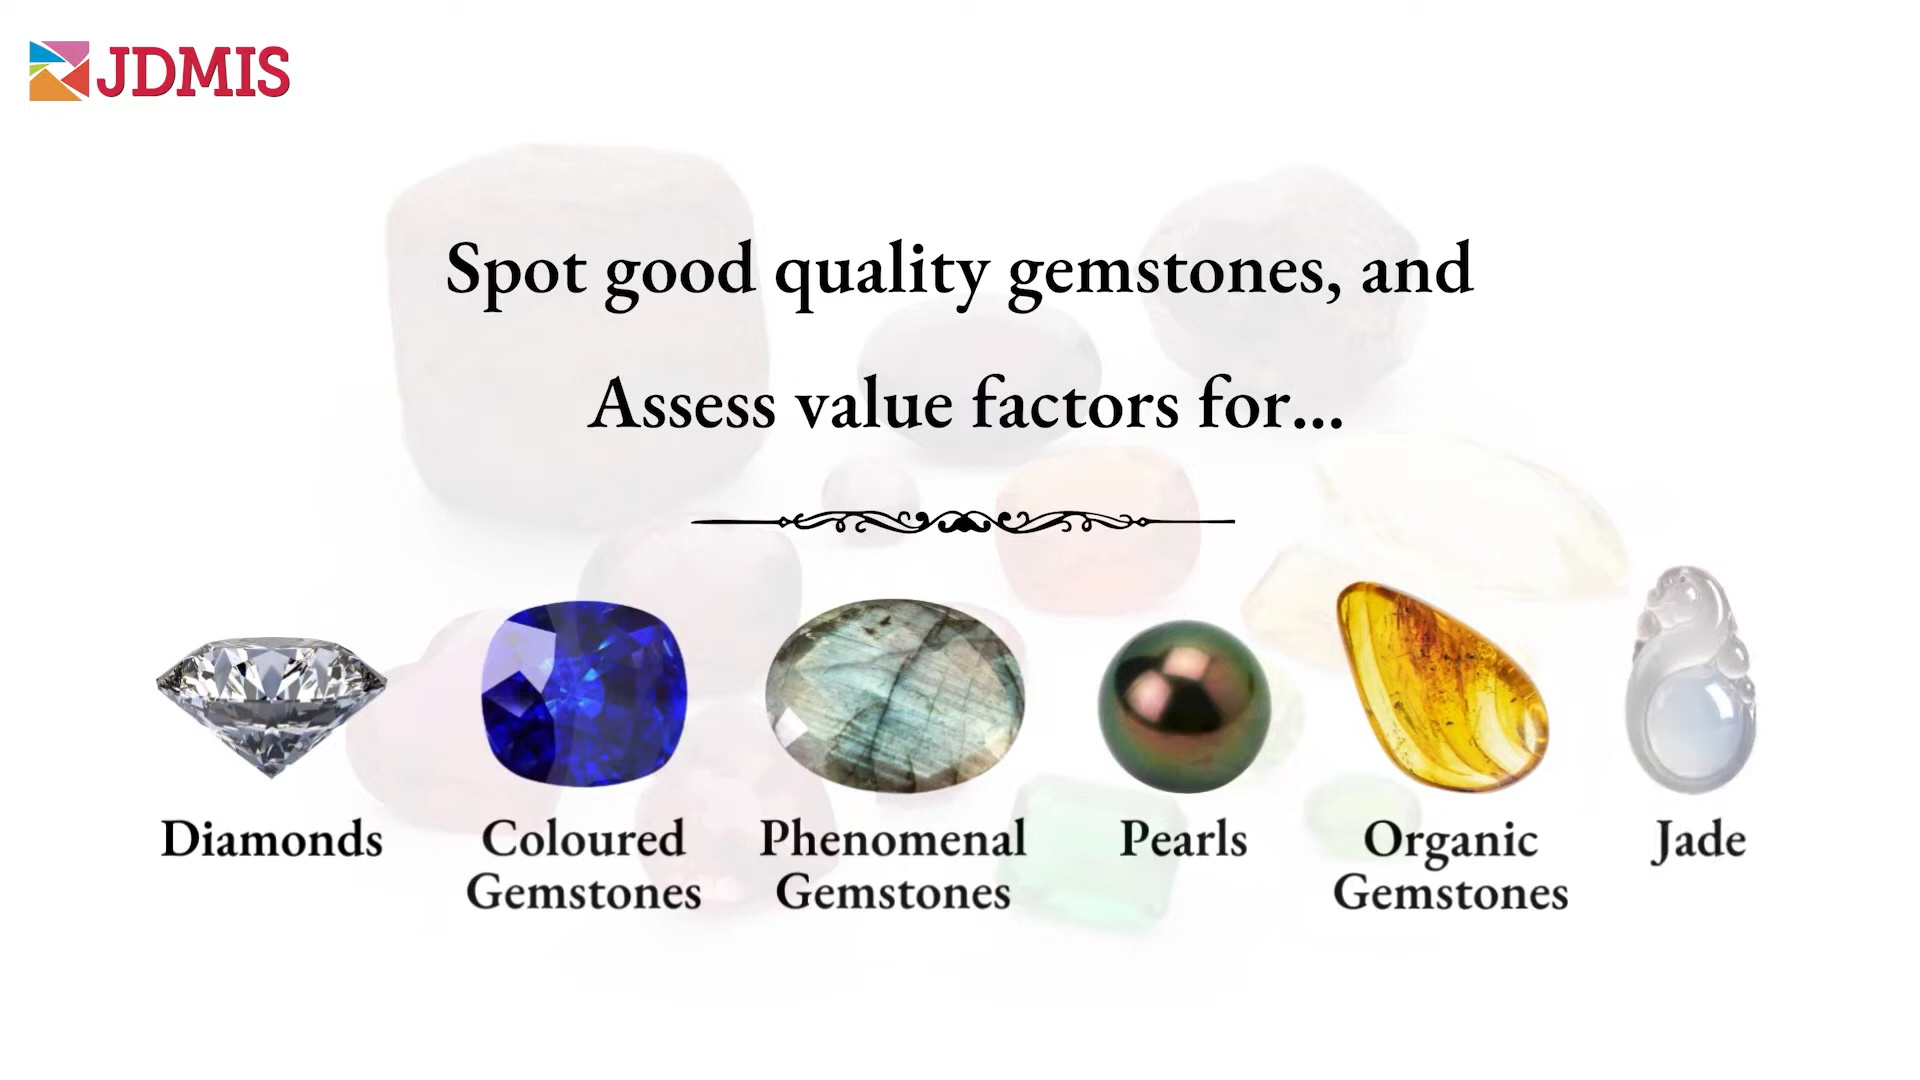 JDMIS
Spot good quality gemstones, and
Assess value factors for...
Diamonds
Coloured
Gemstones
Phenomenal
Gemstones
Pearls
Organic
Gemstones
Jade